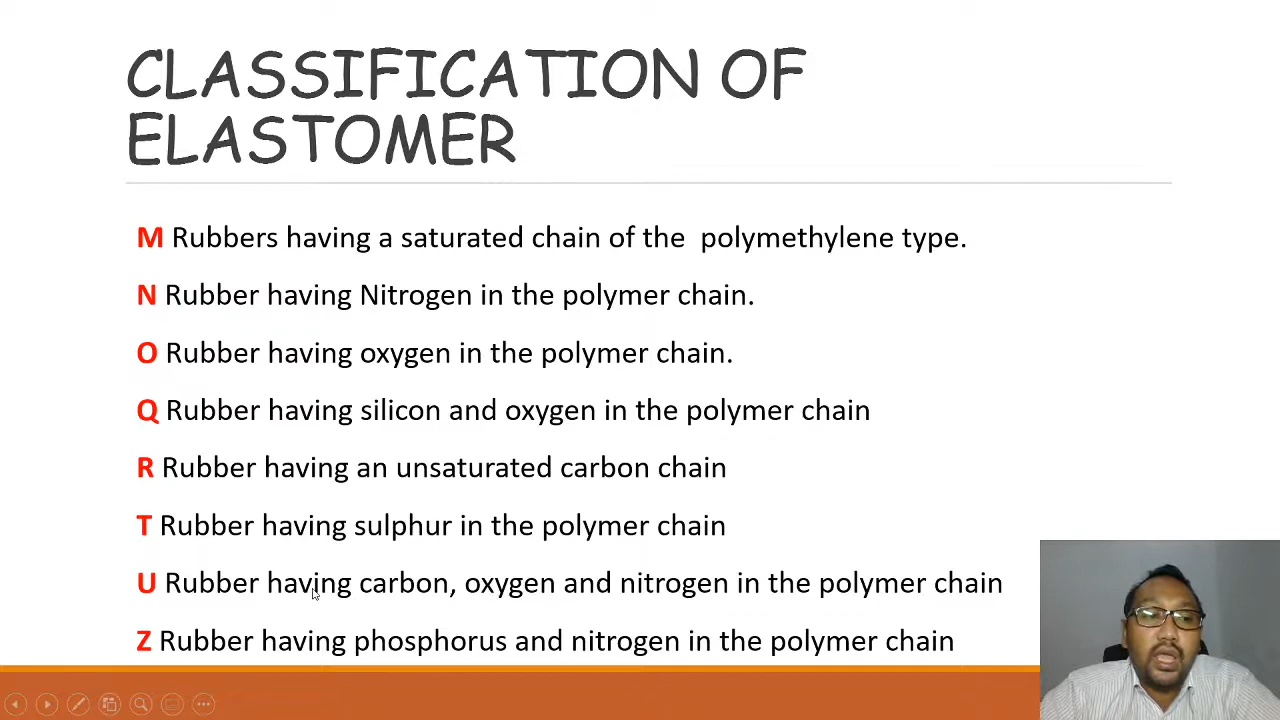 CLASSIFICATION OF
ELASTOMER
M Rubbers having a saturated chain of the  polymethylene type.
N Rubber having Nitrogen in the polymer chain.
O Rubber having oxygen in the polymer chain.
Q Rubber having silicon and oxygen in the polymer chain
R Rubber having an unsaturated carbon chain
T Rubber having sulphur in the polymer chain
U Rubber having carbon, oxygen and nitrogen in the polymer chain
Z Rubber having phosphorus and nitrogen in the polymer chain